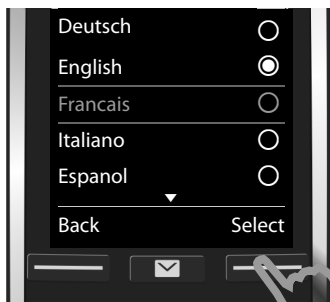 Deutsch
English
Francais
Italiano
Espanol
Back Select